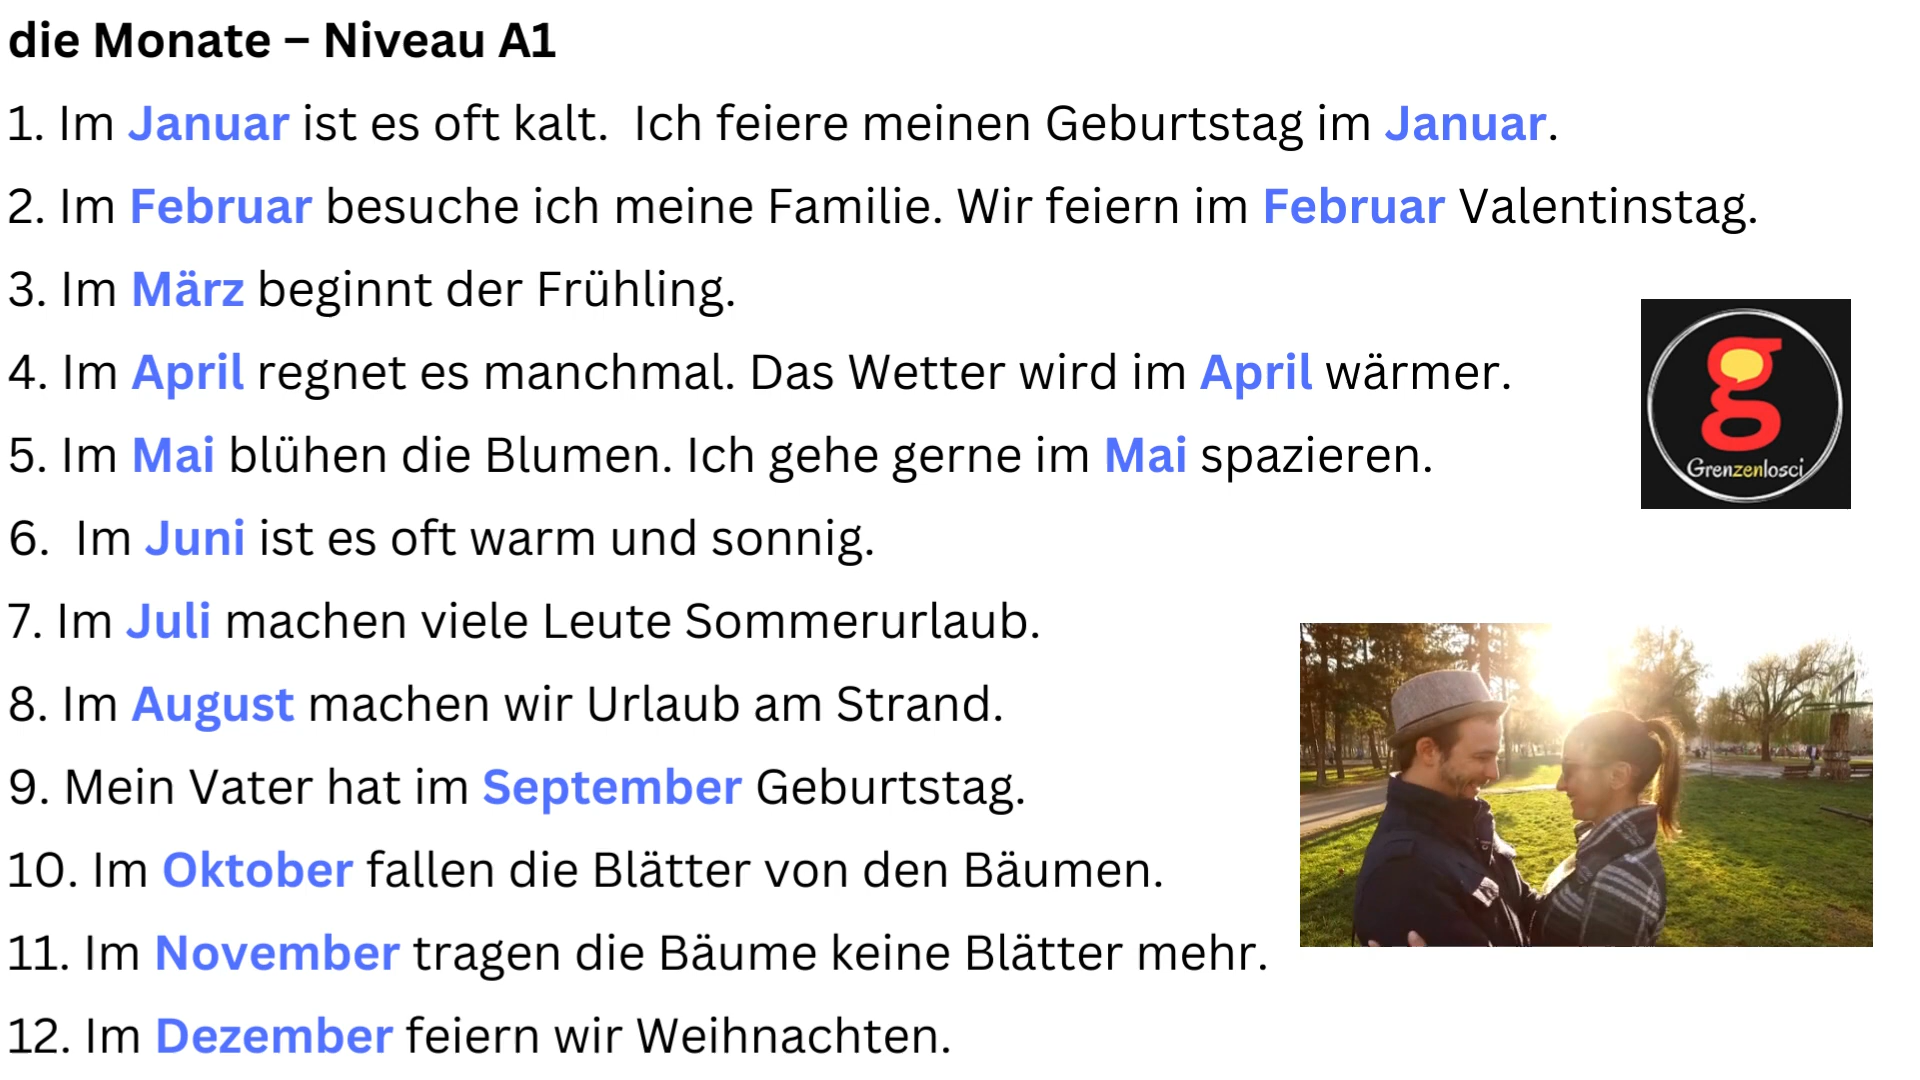 die Monate – Niveau A1
1. Im Januar ist es oft kalt. Ich feiere meinen Geburtstag im Januar.
2. Im Februar besuche ich meine Familie. Wir feiern im Februar Valentinstag.
3. Im März beginnt der Frühling.
4. Im April regnet es manchmal. Das Wetter wird im April wärmer.
5. Im Mai blühen die Blumen. Ich gehe gerne im Mai spazieren.
g
Grenzenlosci
6. Im Juni ist es oft warm und sonnig.
7. Im Juli machen viele Leute Sommerurlaub.
8. Im August machen wir Urlaub am Strand.
9. Mein Vater hat im September Geburtstag.
10. Im Oktober fallen die Blätter von den Bäumen.
11. Im November tragen die Bäume keine Blätter mehr.
12. Im Dezember feiern wir Weihnachten.